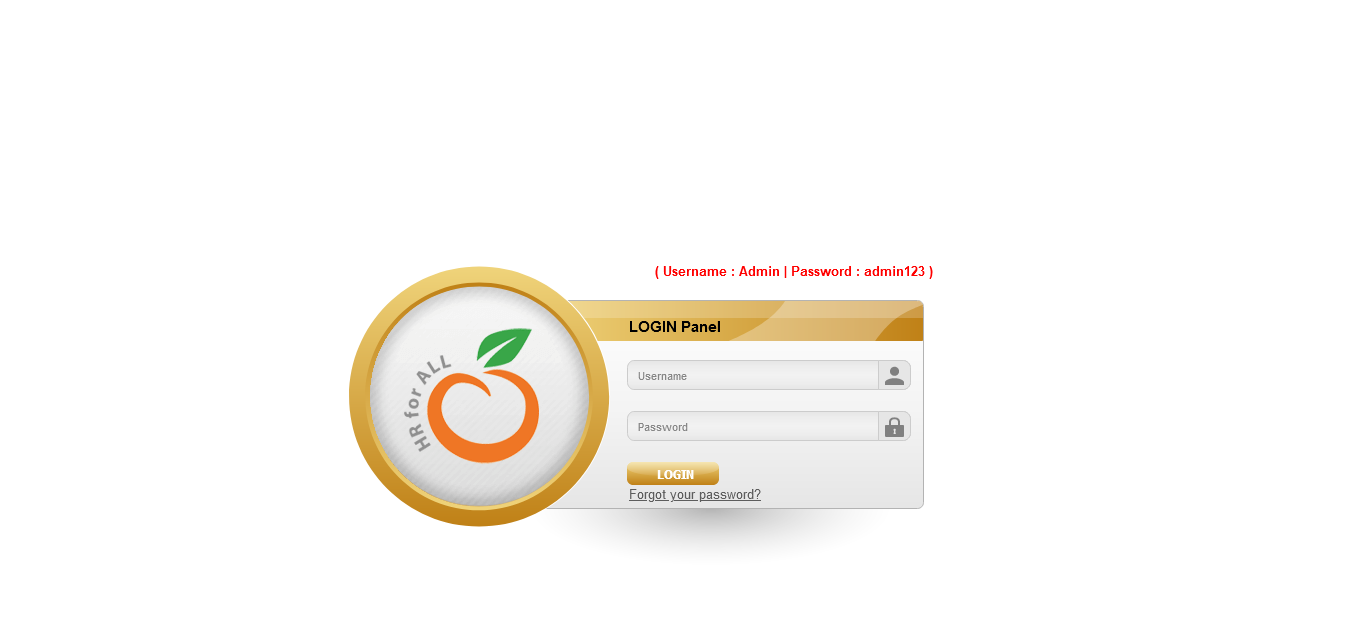 ( Username : Admin | Password : admin123 )
LOGIN Panel
HR for ALL
Username
Password
LOGIN
Forgot your password?